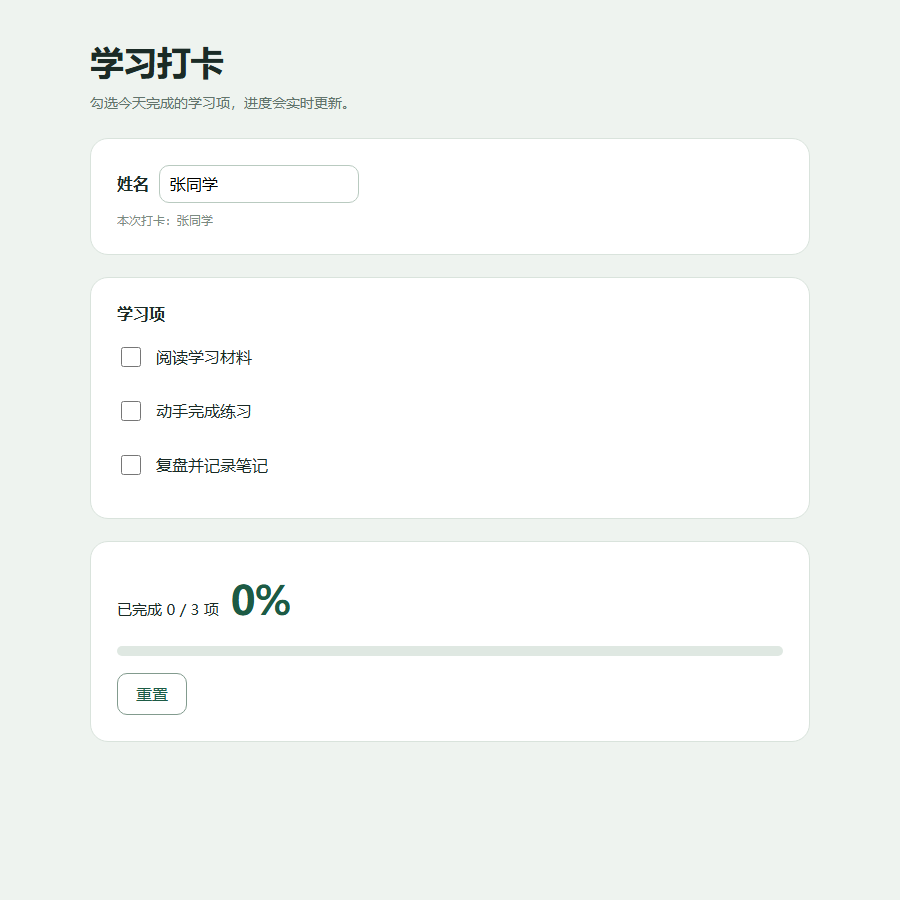 学习打卡
勾选今天完成的学习项，进度会实时更新。
姓名 张同学
本次打卡：张同学
学习项
阅读学习材料
动手完成练习
复盘并记录笔记
已完成 0 / 3 项 0%
重置